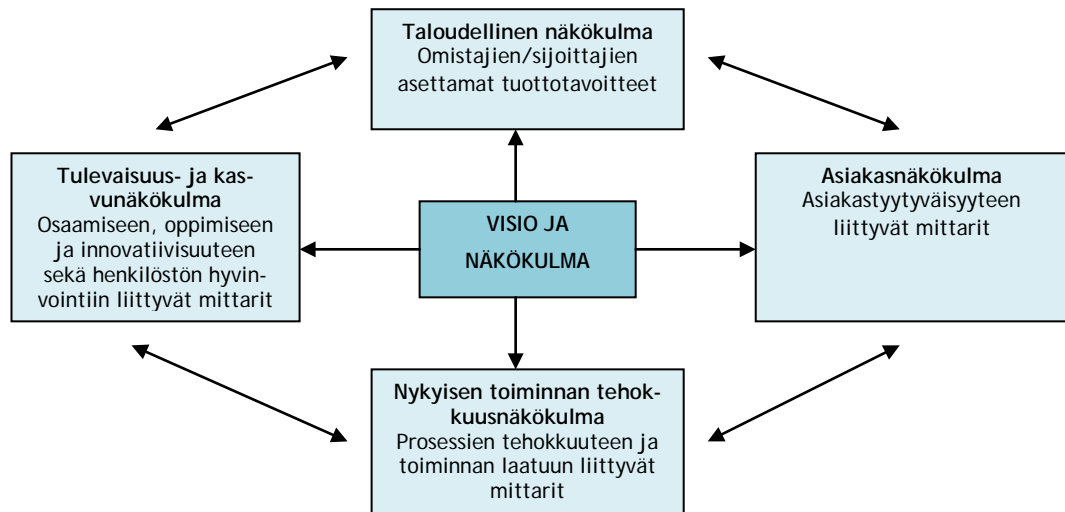 Taloudellinen näkökulma
Omistajien/sijoittajien
asettamat tuottotavoitteet
Tulevaisuus- ja kas-
vunäkökulma
Osaamiseen, oppimiseen
ja innovatiivisuuteen
sekä henkilöstön hyvin-
vointiin liittyvät mittarit
VISIO JA
NÄKÖKULMA
Asiakasnäkökulma
Asiakastyytyväisyyteen
liittyvät mittarit
Nykyisen toiminnan tehok-
kuusnäkökulma
Prosessien tehokkuuteen ja
toiminnan laatuun liittyvät
mittarit